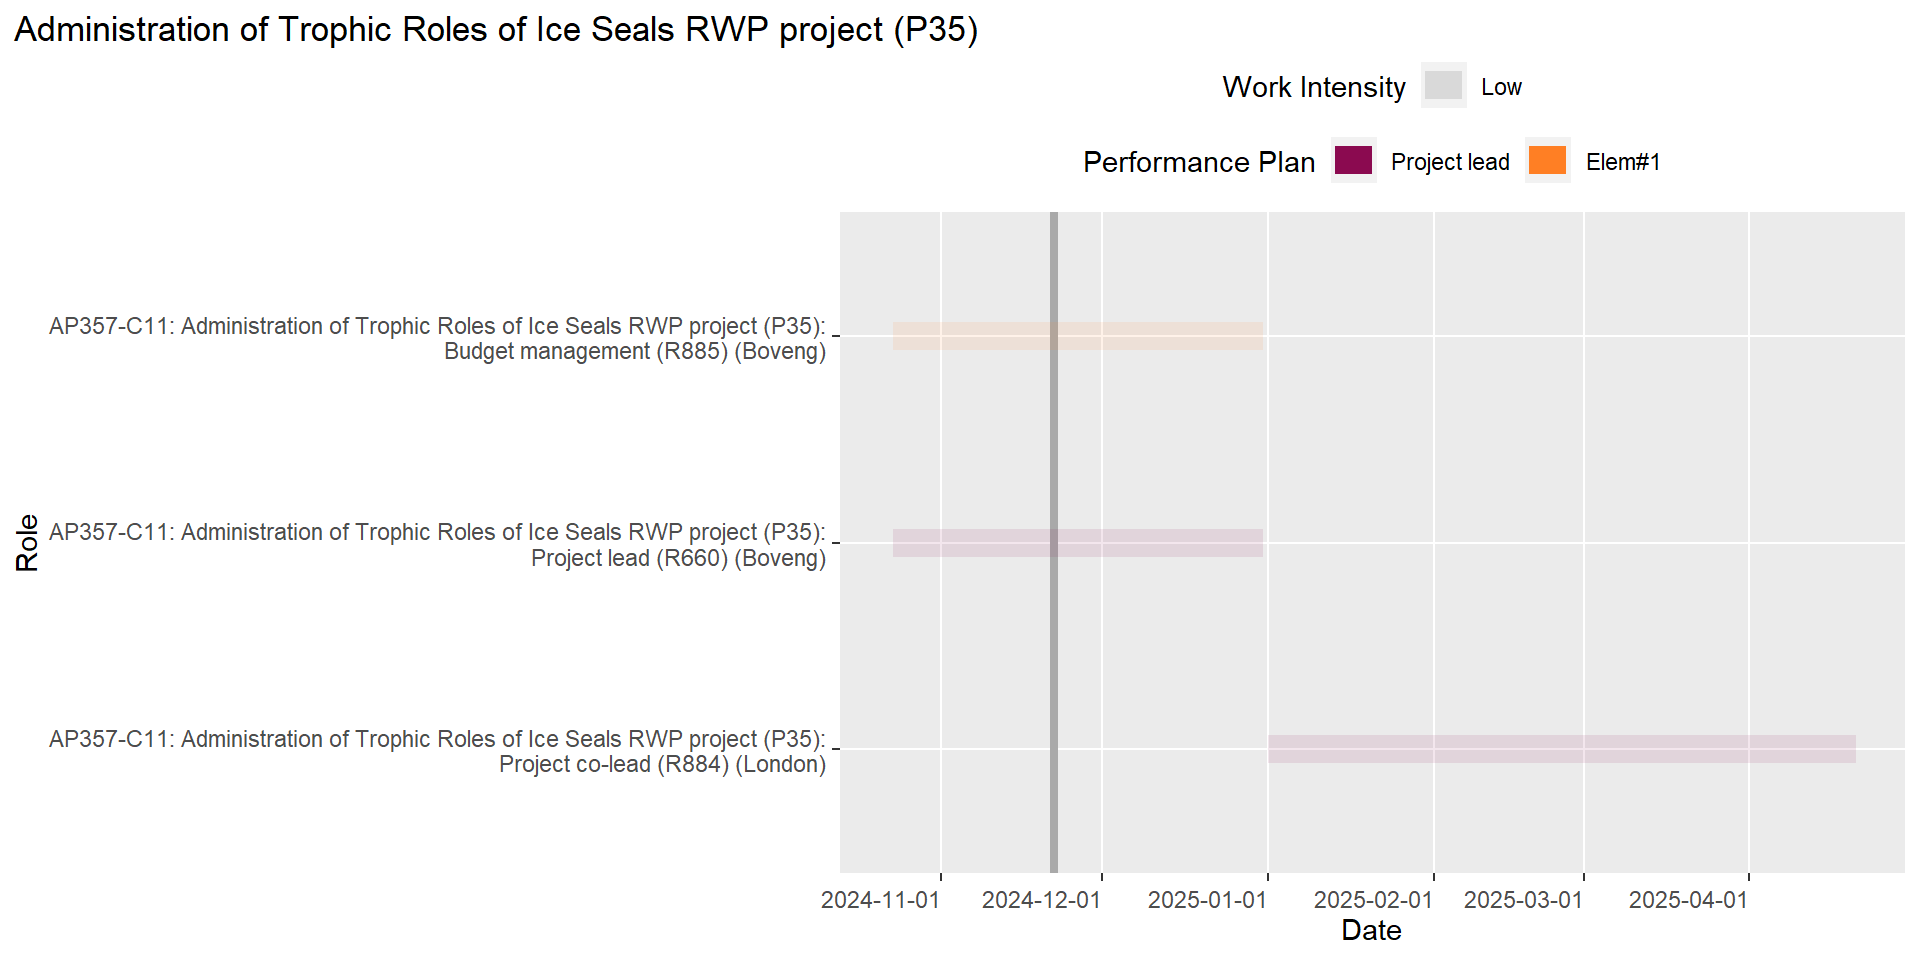 Administration of Trophic Roles of Ice Seals RWP project (P35)
Work Intensity Low
Performance Plan Project lead Elem#1
AP357-C11: Administration of Trophic Roles of Ice Seals RWP project (P35):
Budget management (R885) (Boveng)
Role
AP357-C11: Administration of Trophic Roles of Ice Seals RWP project (P35):
Project lead (R660) (Boveng)
AP357-C11: Administration of Trophic Roles of Ice Seals RWP project (P35):
Project co-lead (R884) (London)
2024-11-01 2024-12-01 2025-01-01 2025-02-01 2025-03-01 2025-04-01
Date